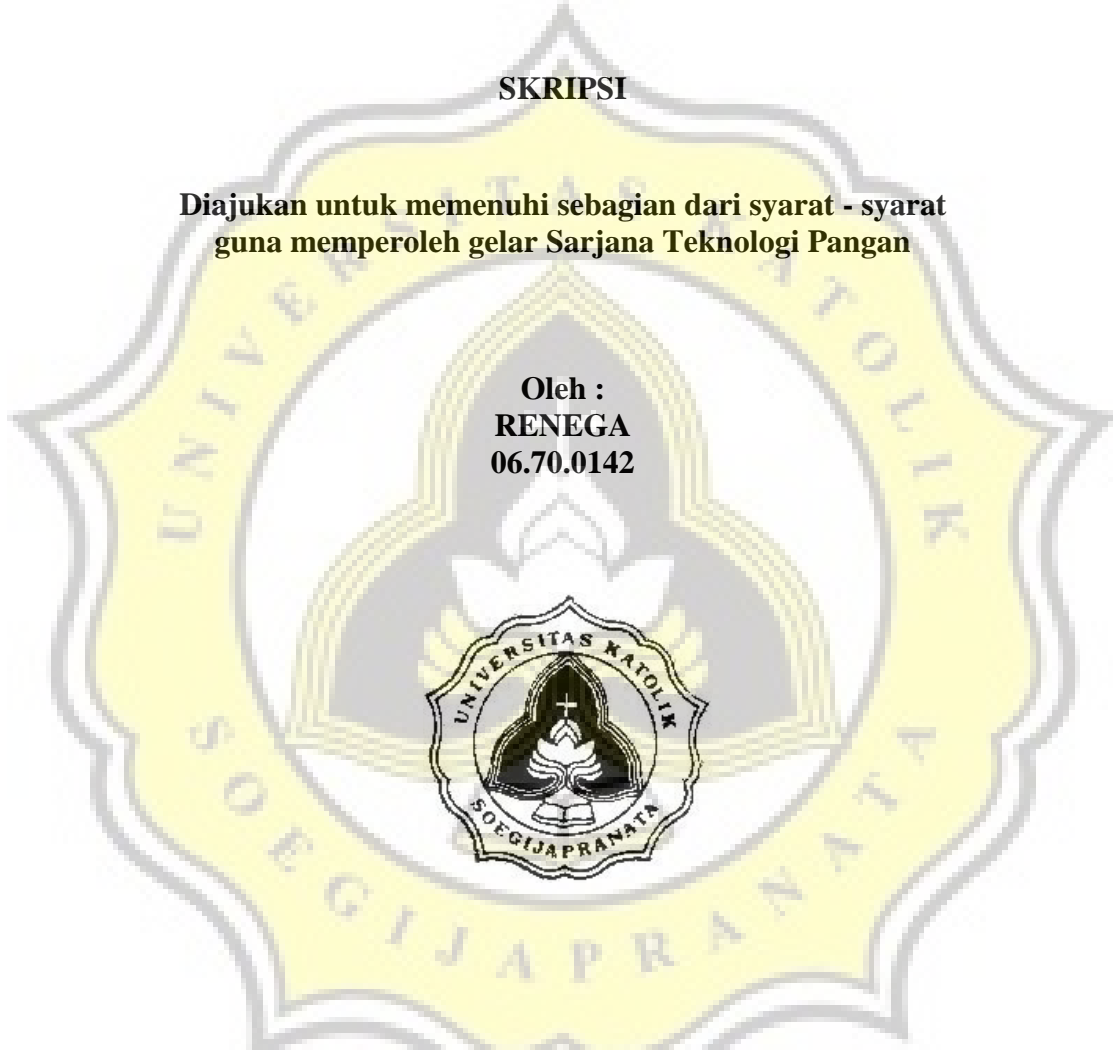 SKRIPSI
Diajukan untuk memenuhi sebagian dari syarat - syarat
guna memperoleh gelar Sarjana Teknologi Pangan
Oleh :
RENEGA
06.70.0142
UNIVERSITAS KATOLIK
SOEGIJAPRANATA
UNIVERSITAS KATOLIK
SOEGIJAPRANATA